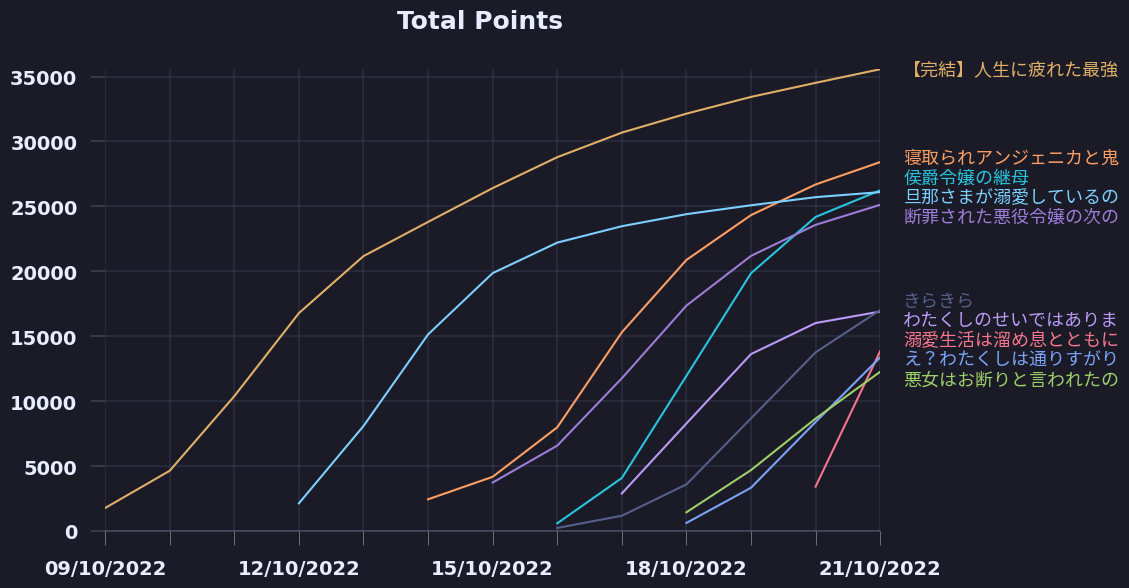 Total Points
35000
30000
25000
20000
15000
10000
5000
0
09/10/2022
12/10/2022
15/10/2022
18/10/2022
21/10/2022
【完結】人生に疲れた最強
寝取られアンジェニカと鬼
侯爵令嬢の継母
旦那さまが溺愛しているの
断罪された悪役令嬢の次の
きらきら
わたくしのせいではありま
溺愛生活は溜め息とともに
え？わたくしは通りすがり
悪女はお断りと言われたの